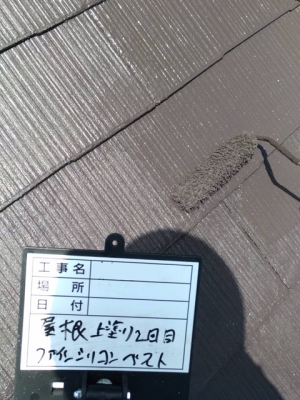 工事名
場所
日付
屋根上塗り2回目
ファインシリコンベスト